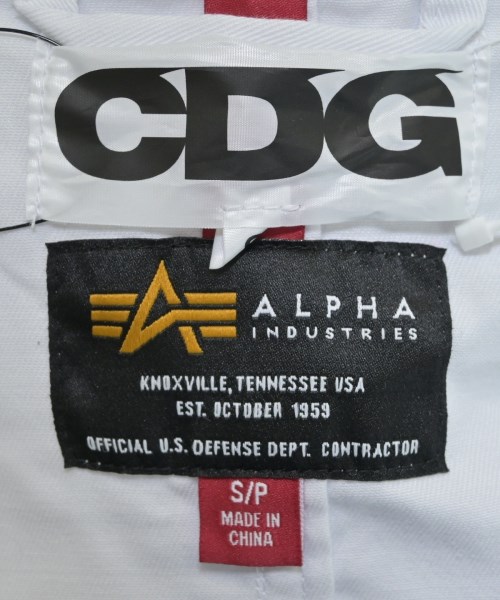 CDG
ALPHA
INDUSTRIES
KNOXVILLE, TENNESSEE USA
EST. OCTOBER 1959
OFFICIAL U.S. DEFENSE DEPT. CONTRACTOR
S/P
MADE IN
CHINA